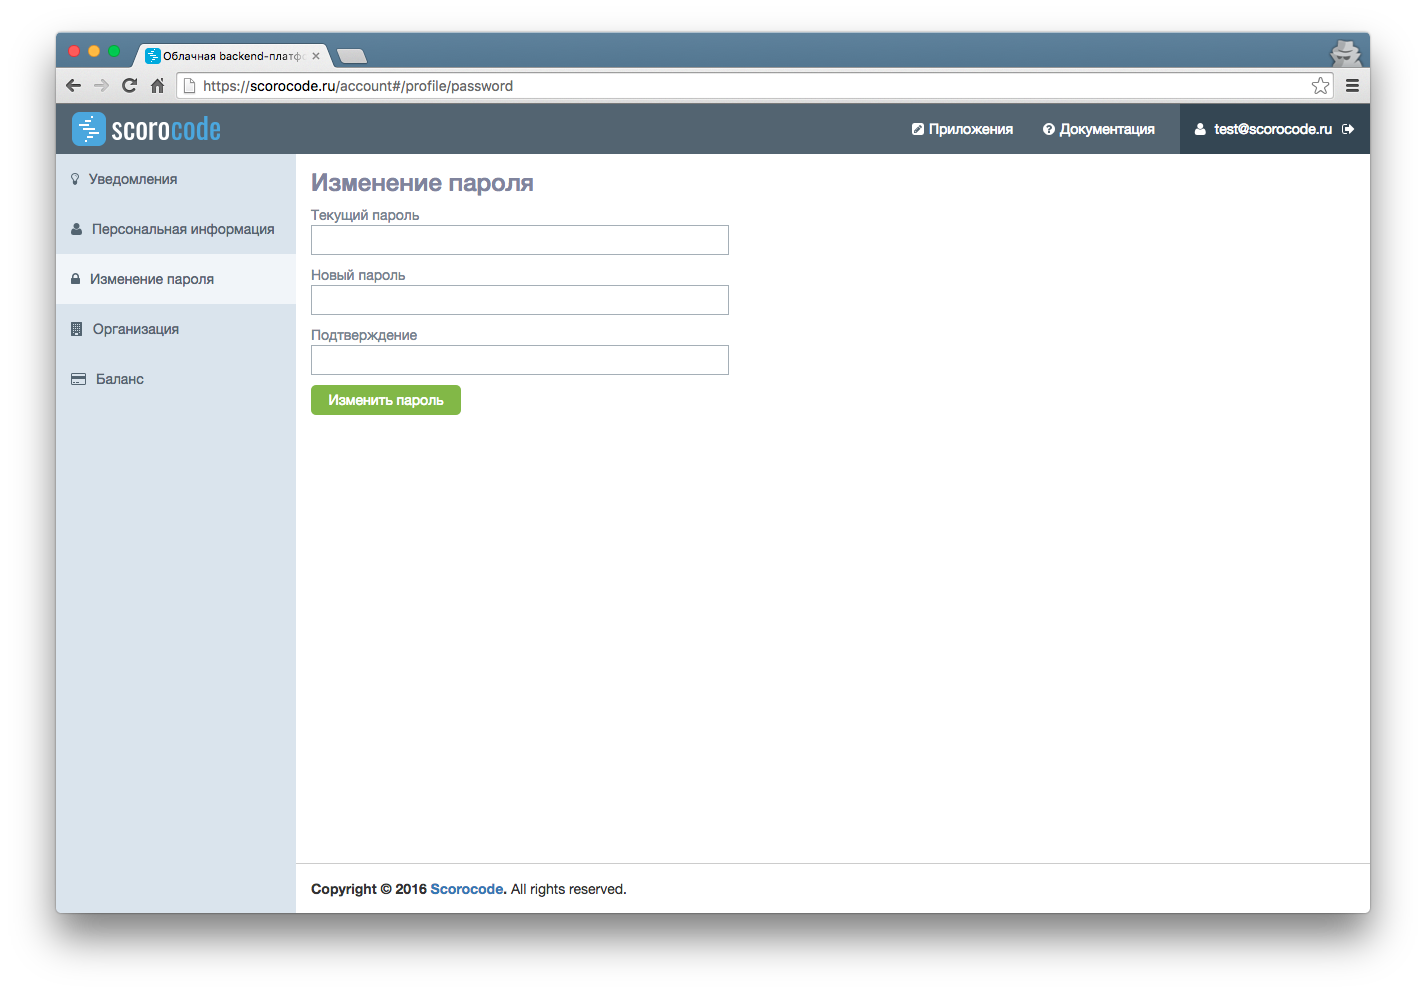 Облачная backend-платф
https://scorocode.ru/account#/profile/password
scorocode
Приложения
Документация
test@scorocode.ru
Уведомления
Персональная информация
Изменение пароля
Организация
Баланс
Изменение пароля
Текущий пароль
Новый пароль
Подтверждение
Изменить пароль
Copyright © 2016 Scorocode. All rights reserved.